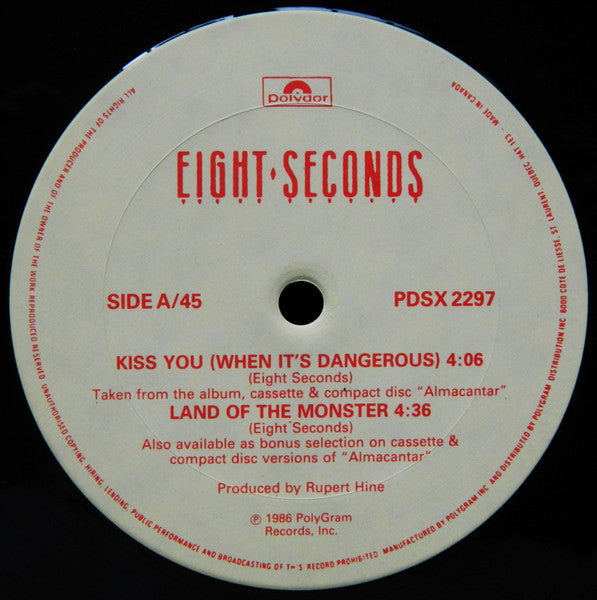 Polydor
EIGHT·SECONDS
SIDE A/45
PDSX 2297
KISS YOU (WHEN IT'S DANGEROUS) 4:06
(Eight Seconds)
Taken from the album, cassette & compact disc "Almacantar"
LAND OF THE MONSTER 4:36
(Eight Seconds)
Also available as bonus selection on cassette &
compact disc versions of "Almacantar"
Produced by Rupert Hine
℗ 1986 PolyGram
Records, Inc.
ALL RIGHTS OF THE PRODUCER AND OF THE OWNER OF THE WORK REPRODUCED RESERVED. UNAUTHORISED COPYING, HIRING, LENDING, PUBLIC PERFORMANCE AND BROADCASTING OF TH S RECORD PROHIBITED. MANUFACTURED BY POLYGRAM INC. AND DISTRIBUTED BY POLYGRAM DISTRIBUTION INC. 6000 COTE DE LIESSE, ST. LAURENT, QUEBEC H4T 1E3 - MADE IN CANADA